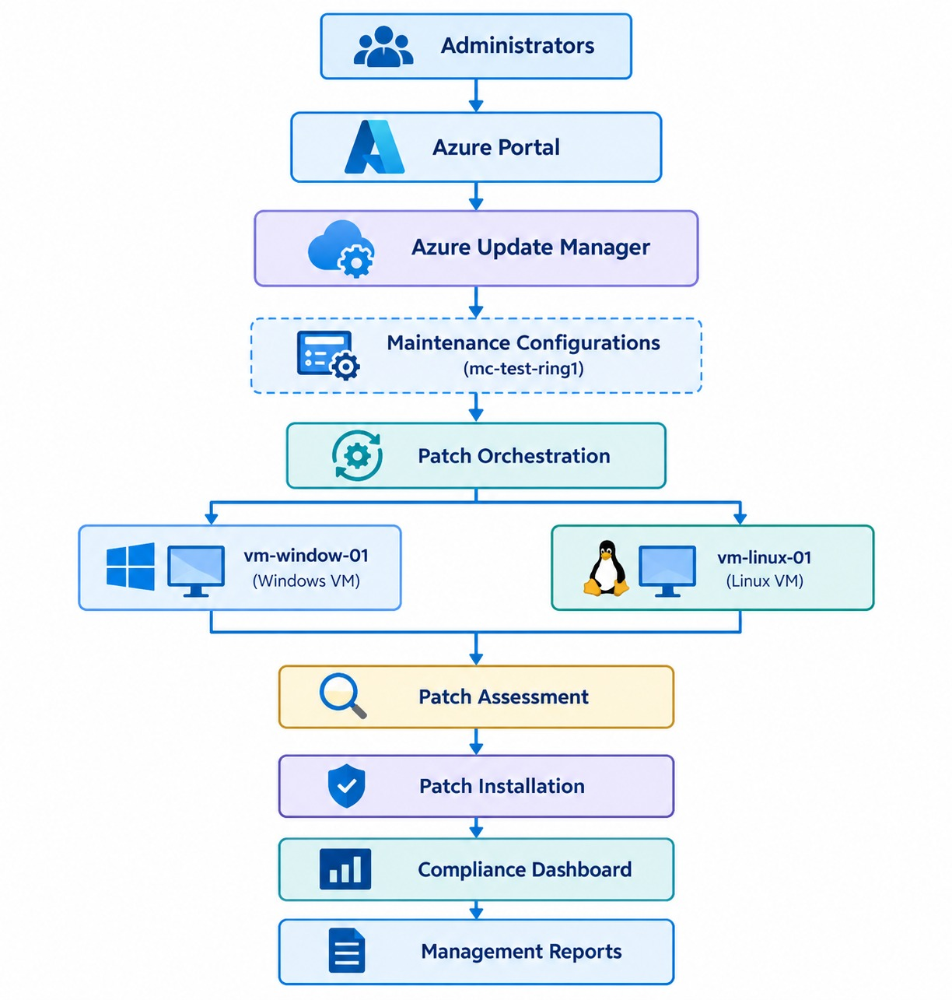 Administrators
Azure Portal
Azure Update Manager
Maintenance Configurations
(mc-test-ring1)
Patch Orchestration
vm-window-01
(Windows VM)
vm-linux-01
(Linux VM)
Patch Assessment
Patch Installation
Compliance Dashboard
Management Reports